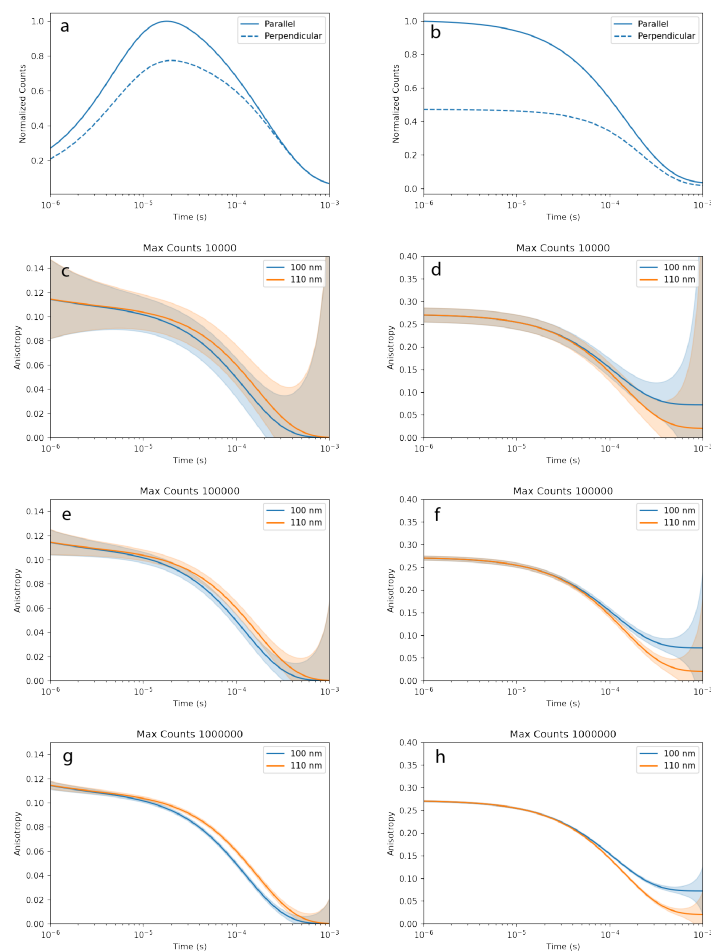 a
Parallel
Perpendicular
1.0
0.8
0.6
0.4
0.2
Normalized Counts
10⁻⁶
10⁻⁵
10⁻⁴
10⁻³
Time (s)
b
Parallel
Perpendicular
1.0
0.8
0.6
0.4
0.2
0.0
Normalized Counts
10⁻⁶
10⁻⁵
10⁻⁴
10⁻³
Time (s)
Max Counts 10000
c
100 nm
110 nm
0.14
0.12
0.10
0.08
0.06
0.04
0.02
0.00
Anisotropy
10⁻⁶
10⁻⁵
10⁻⁴
10⁻³
Time (s)
Max Counts 10000
d
100 nm
110 nm
0.40
0.35
0.30
0.25
0.20
0.15
0.10
0.05
0.00
Anisotropy
10⁻⁶
10⁻⁵
10⁻⁴
10⁻³
Time (s)
Max Counts 100000
e
100 nm
110 nm
0.14
0.12
0.10
0.08
0.06
0.04
0.02
0.00
Anisotropy
10⁻⁶
10⁻⁵
10⁻⁴
10⁻³
Time (s)
Max Counts 100000
f
100 nm
110 nm
0.40
0.35
0.30
0.25
0.20
0.15
0.10
0.05
0.00
Anisotropy
10⁻⁶
10⁻⁵
10⁻⁴
10⁻³
Time (s)
Max Counts 1000000
g
100 nm
110 nm
0.14
0.12
0.10
0.08
0.06
0.04
0.02
0.00
Anisotropy
10⁻⁶
10⁻⁵
10⁻⁴
10⁻³
Time (s)
Max Counts 1000000
h
100 nm
110 nm
0.40
0.35
0.30
0.25
0.20
0.15
0.10
0.05
0.00
Anisotropy
10⁻⁶
10⁻⁵
10⁻⁴
10⁻³
Time (s)